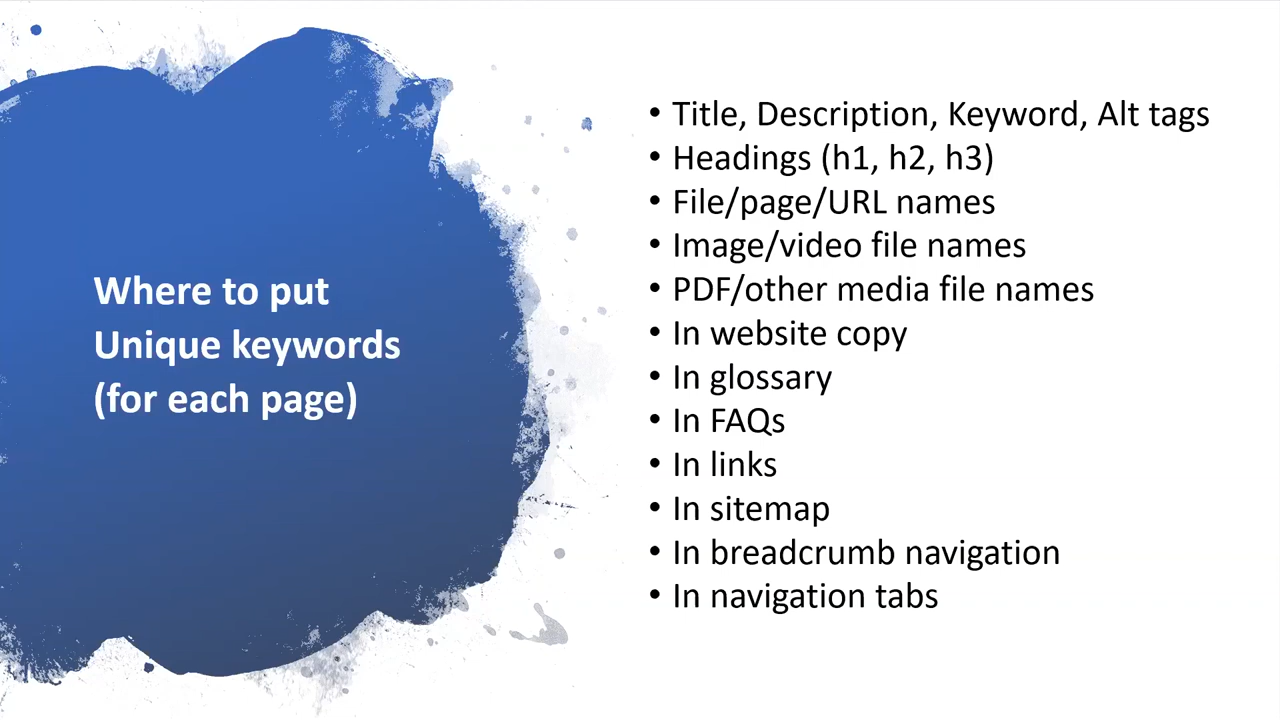 Where to put
Unique keywords
(for each page)
• Title, Description, Keyword, Alt tags
• Headings (h1, h2, h3)
• File/page/URL names
• Image/video file names
• PDF/other media file names
• In website copy
• In glossary
• In FAQs
• In links
• In sitemap
• In breadcrumb navigation
• In navigation tabs